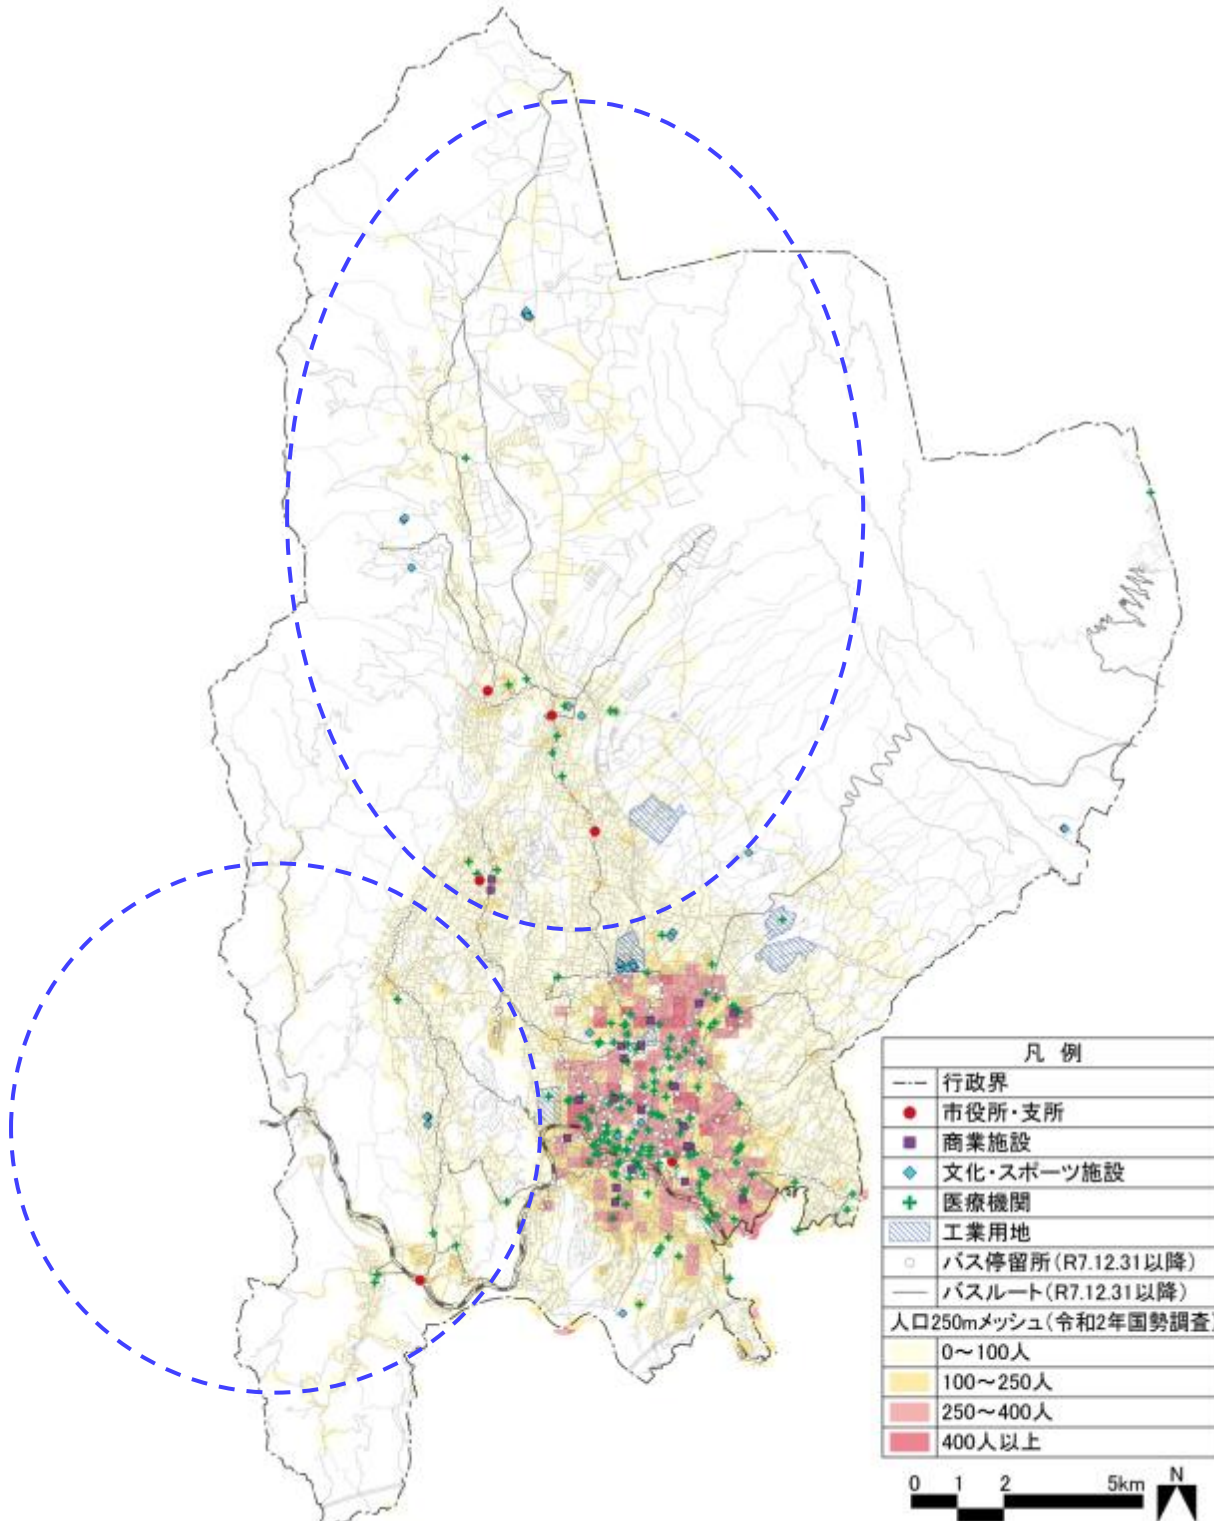 凡 例
行政界
市役所・支所
商業施設
文化・スポーツ施設
医療機関
工業用地
バス停留所(R7.12.31以降)
バスルート(R7.12.31以降)
人口250mメッシュ(令和2年国勢調査)
0～100人
100～250人
250～400人
400人以上
0 1 2 5km N